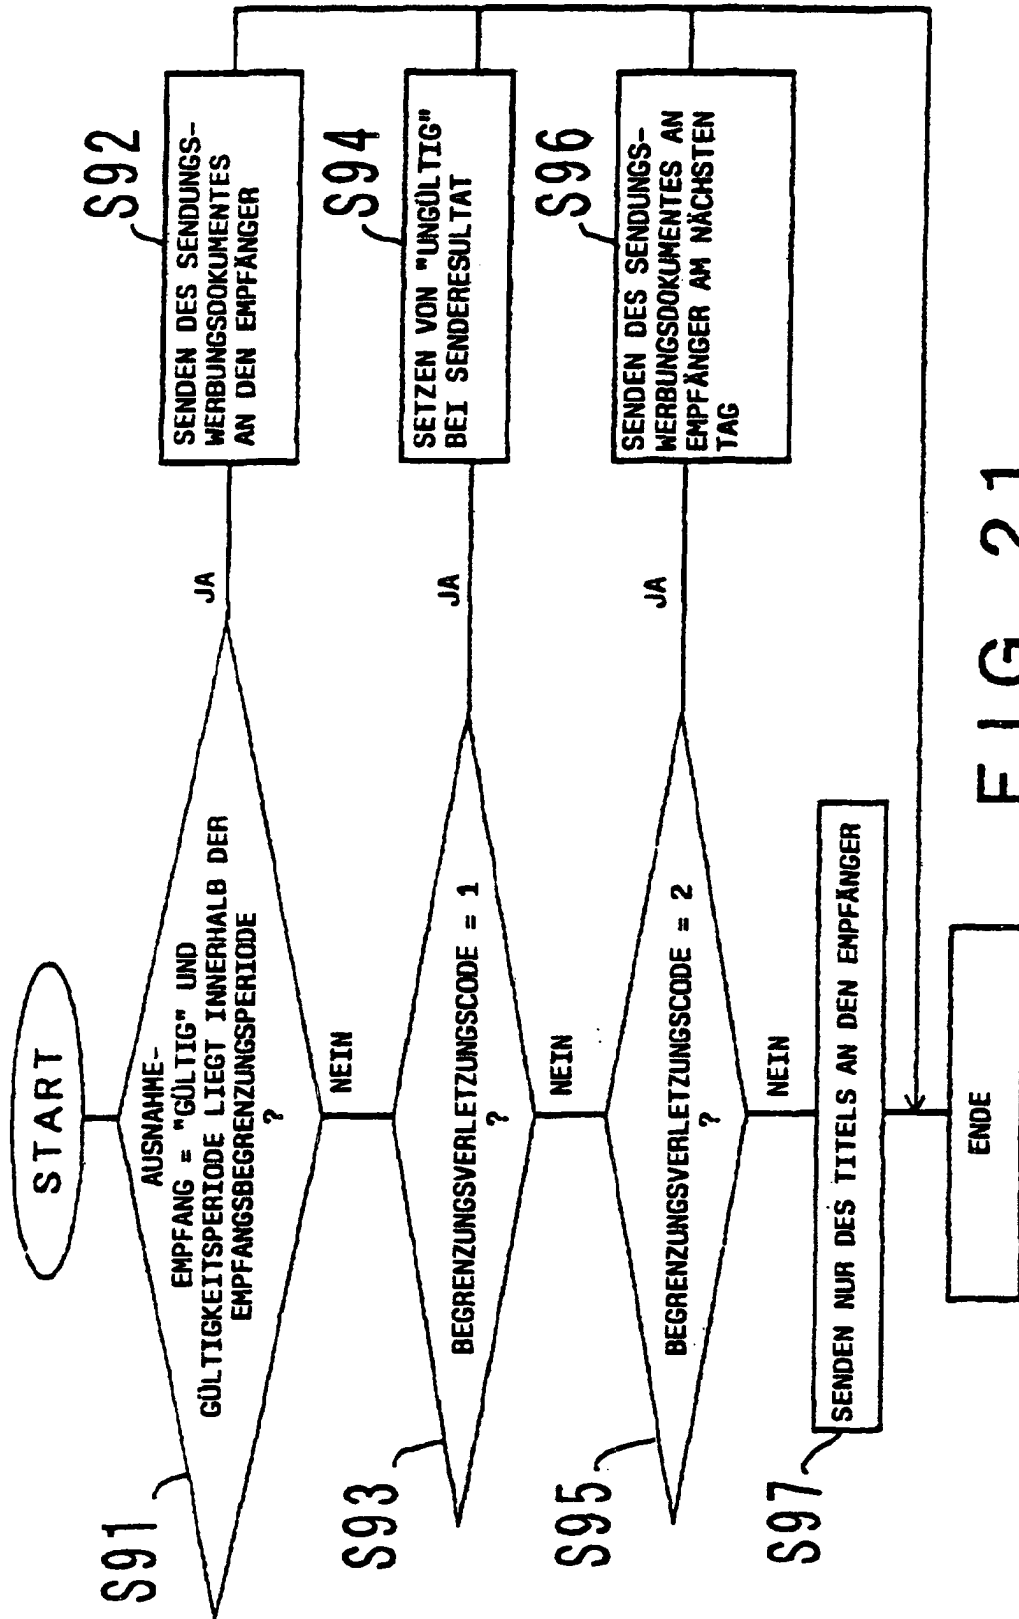 START
S91
AUSNAHME-
EMPFANG = "GÜLTIG" UND
GÜLTIGKEITSPERIODE LIEGT INNERHALB DER
EMPFANGSBEGRENZUNGSPERIODE
?
JA
S92
SENDEN DES SENDUNGS-
WERBUNGSDOKUMENTES
AN DEN EMPFÄNGER
NEIN
S93
BEGRENZUNGSVERLETZUNGSCODE = 1
?
JA
S94
SETZEN VON "UNGÜLTIG"
BEI SENDERESULTAT
NEIN
S95
BEGRENZUNGSVERLETZUNGSCODE = 2
?
JA
S96
SENDEN DES SENDUNGS-
WERBUNGSDOKUMENTES AN
EMPFÄNGER AM NÄCHSTEN
TAG
NEIN
S97
SENDEN NUR DES TITELS AN DEN EMPFÄNGER
ENDE
FIG 21